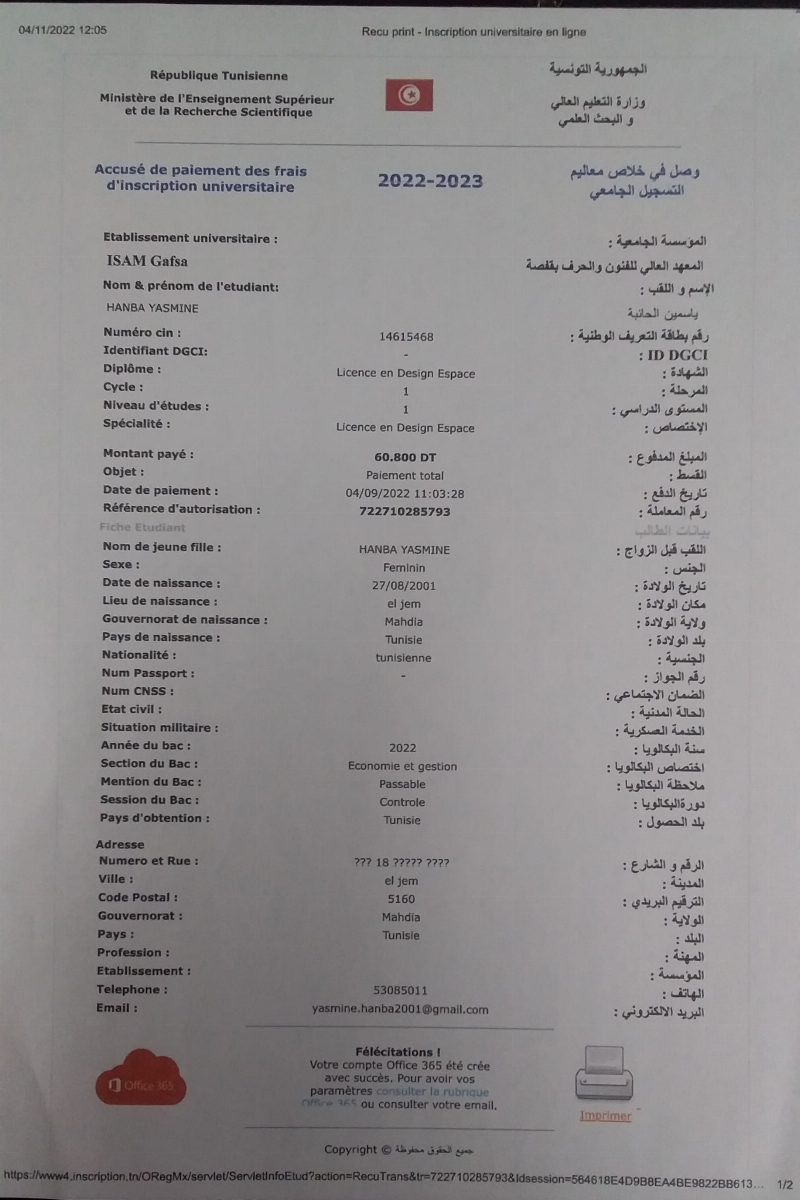 04/11/2022 12:05 Recu print - Inscription universitaire en ligne
République Tunisienne الجمهورية التونسية
Ministère de l'Enseignement Supérieur وزارة التعليم العالي
et de la Recherche Scientifique و البحث العلمي
Accusé de paiement des frais 2022-2023 وصل في خلاص معاليم
d'inscription universitaire التسجيل الجامعي
Etablissement universitaire : المؤسسة الجامعية :
ISAM Gafsa المعهد العالي للفنون والحرف بقفصة
Nom & prénom de l'etudiant: الإسم و اللقب :
HANBA YASMINE ياسمين الحانبة
Numéro cin : 14615468 رقم بطاقة التعريف الوطنية :
Identifiant DGCI: - ID DGCI :
Diplôme : Licence en Design Espace الشهادة :
Cycle : 1 المرحلة :
Niveau d'études : 1 المستوى الدراسي :
Spécialité : Licence en Design Espace الإختصاص :
Montant payé : 60.800 DT المبلغ المدفوع :
Objet : Paiement total القسط :
Date de paiement : 04/09/2022 11:03:28 تاريخ الدفع :
Référence d'autorisation : 722710285793 رقم المعاملة :
Fiche Etudiant بيانات الطالب
Nom de jeune fille : HANBA YASMINE اللقب قبل الزواج :
Sexe : Feminin الجنس :
Date de naissance : 27/08/2001 تاريخ الولادة :
Lieu de naissance : el jem مكان الولادة :
Gouvernorat de naissance : Mahdia ولاية الولادة :
Pays de naissance : Tunisie بلد الولادة :
Nationalité : tunisienne الجنسية :
Num Passport : - رقم الجواز :
Num CNSS : الضمان الاجتماعي :
Etat civil : الحالة المدنية :
Situation militaire : الخدمة العسكرية :
Année du bac : 2022 سنة البكالويا :
Section du Bac : Economie et gestion اختصاص البكالويا :
Mention du Bac : Passable ملاحظة البكالويا :
Session du Bac : Controle دورةالبكالويا :
Pays d'obtention : Tunisie بلد الحصول :
Adresse
Numero et Rue : ??? 18 ????? ???? الرقم و الشارع :
Ville : el jem المدينة :
Code Postal : 5160 الترقيم البريدي :
Gouvernorat : Mahdia الولاية :
Pays : Tunisie البلد :
Profession : المهنة :
Etablissement : المؤسسة :
Telephone : 53085011 الهاتف :
Email : yasmine.hanba2001@gmail.com البريد الالكتروني :
Félécitations !
Votre compte Office 365 été crée
avec succès. Pour avoir vos
paramètres consulter la rubrique
Office 365 ou consulter votre email.
Office 365
Imprimer
Copyright © جميع الحقوق محفوظة
https://www4.inscription.tn/ORegMx/servlet/ServletInfoEtud?action=RecuTrans&tr=722710285793&Idsession=564618E4D9B8EA4BE9822BB613... 1/2